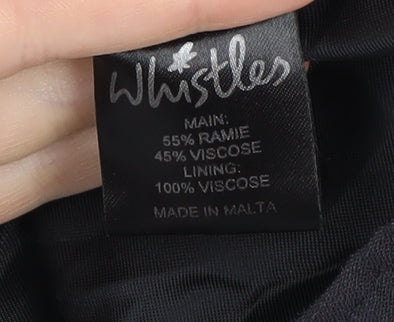 Whistles
MAIN:
55% RAMIE
45% VISCOSE
LINING:
100% VISCOSE
MADE IN MALTA